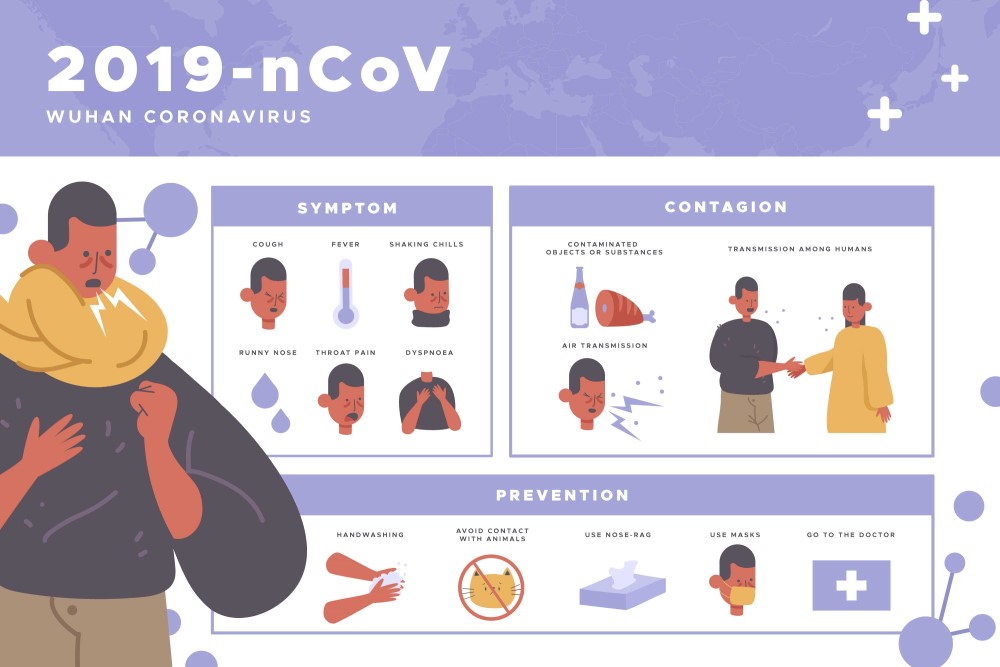 2019-nCoV
WUHAN CORONAVIRUS
SYMPTOM
COUGH
FEVER
SHAKING CHILLS
RUNNY NOSE
THROAT PAIN
DYSPNOEA
CONTAGION
CONTAMINATED
OBJECTS OR SUBSTANCES
AIR TRANSMISSION
TRANSMISSION AMONG HUMANS
PREVENTION
HANDWASHING
AVOID CONTACT
WITH ANIMALS
USE NOSE-RAG
USE MASKS
GO TO THE DOCTOR